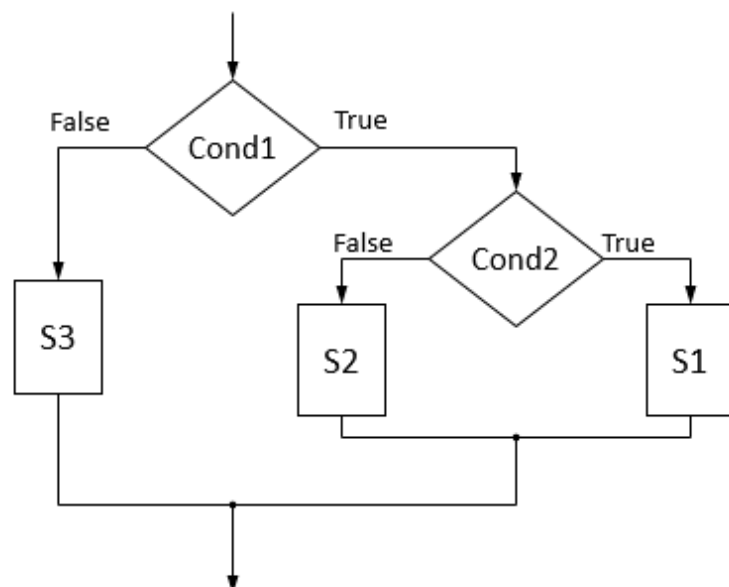 False
True
Cond1
False
True
Cond2
S3
S2
S1